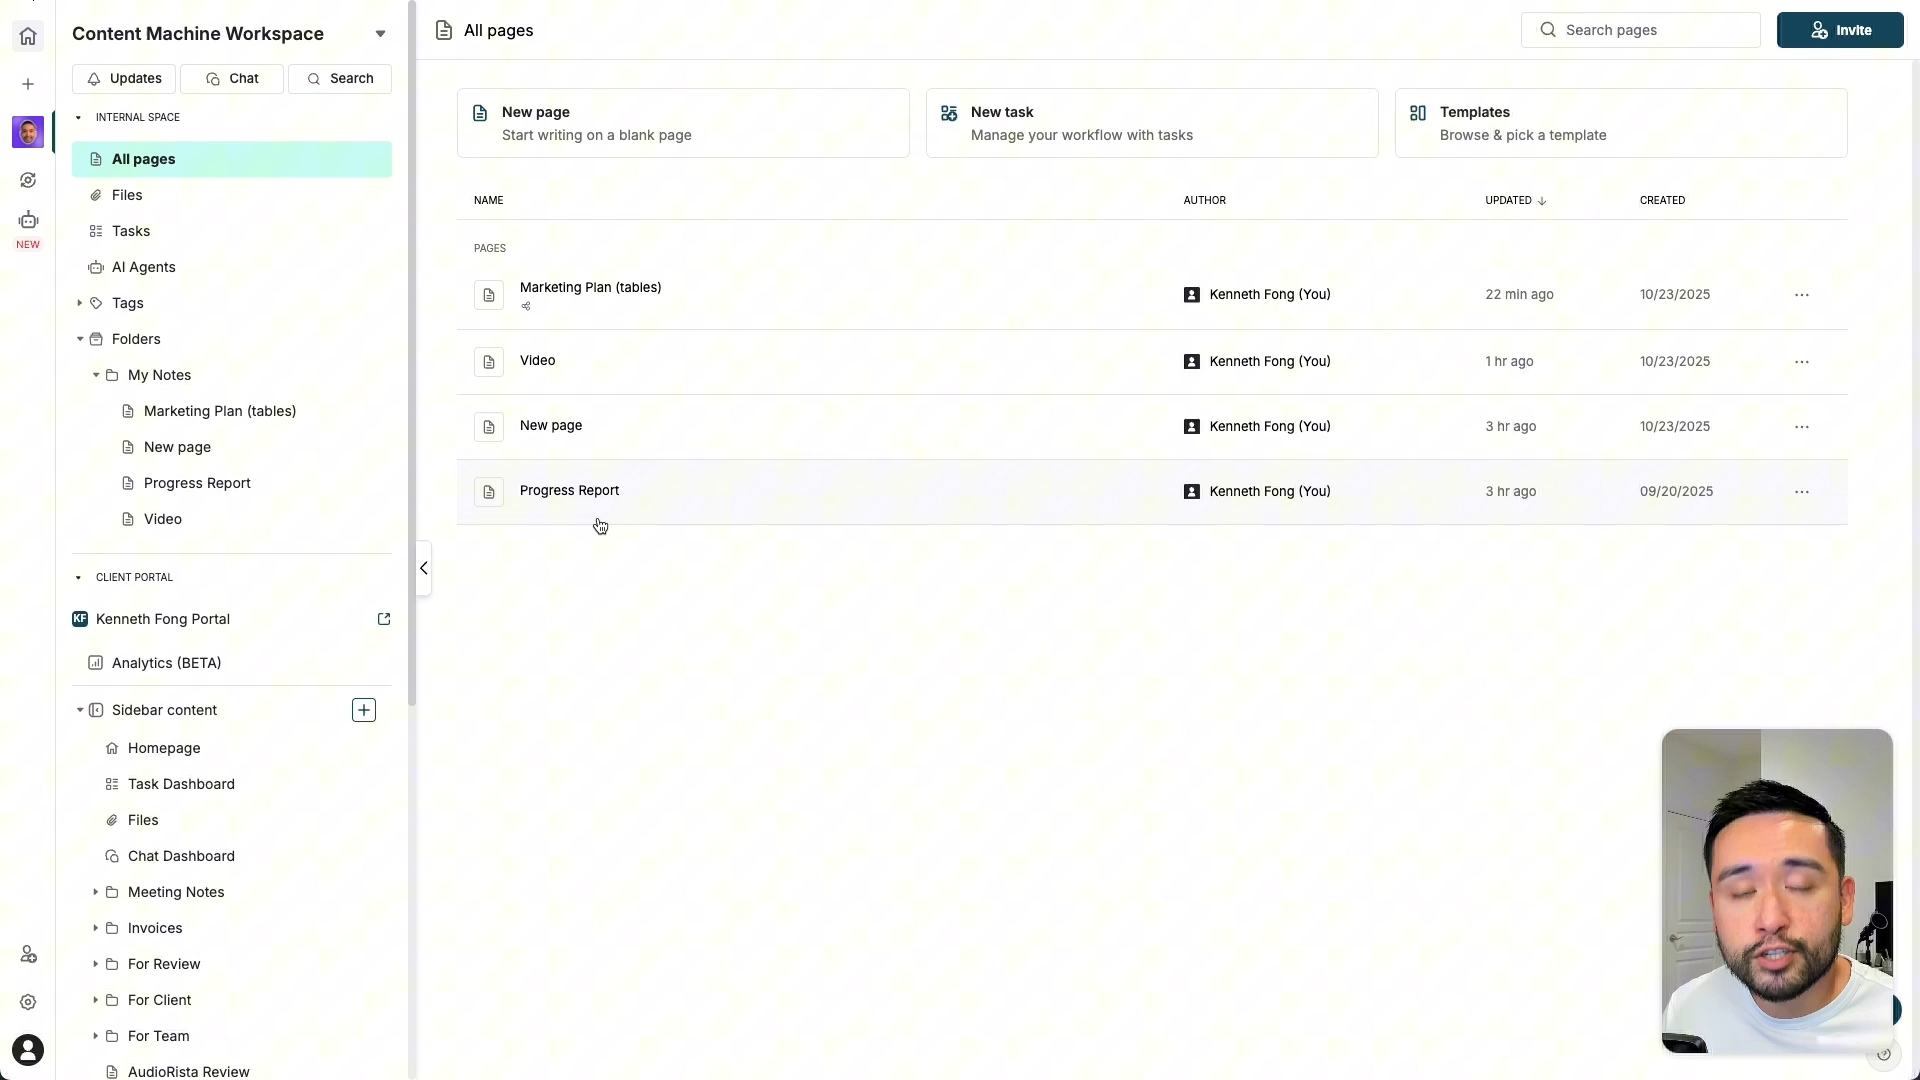 Content Machine Workspace
Updates
Chat
Search
INTERNAL SPACE
All pages
Files
Tasks
NEW
AI Agents
Tags
Folders
My Notes
Marketing Plan (tables)
New page
Progress Report
Video
CLIENT PORTAL
KF Kenneth Fong Portal
Analytics (BETA)
Sidebar content
Homepage
Task Dashboard
Files
Chat Dashboard
Meeting Notes
Invoices
For Review
For Client
For Team
AudioRista Review
All pages
Search pages
Invite
New page
Start writing on a blank page
New task
Manage your workflow with tasks
Templates
Browse & pick a template
NAME AUTHOR UPDATED CREATED
PAGES
Marketing Plan (tables) Kenneth Fong (You) 22 min ago 10/23/2025
Video Kenneth Fong (You) 1 hr ago 10/23/2025
New page Kenneth Fong (You) 3 hr ago 10/23/2025
Progress Report Kenneth Fong (You) 3 hr ago 09/20/2025